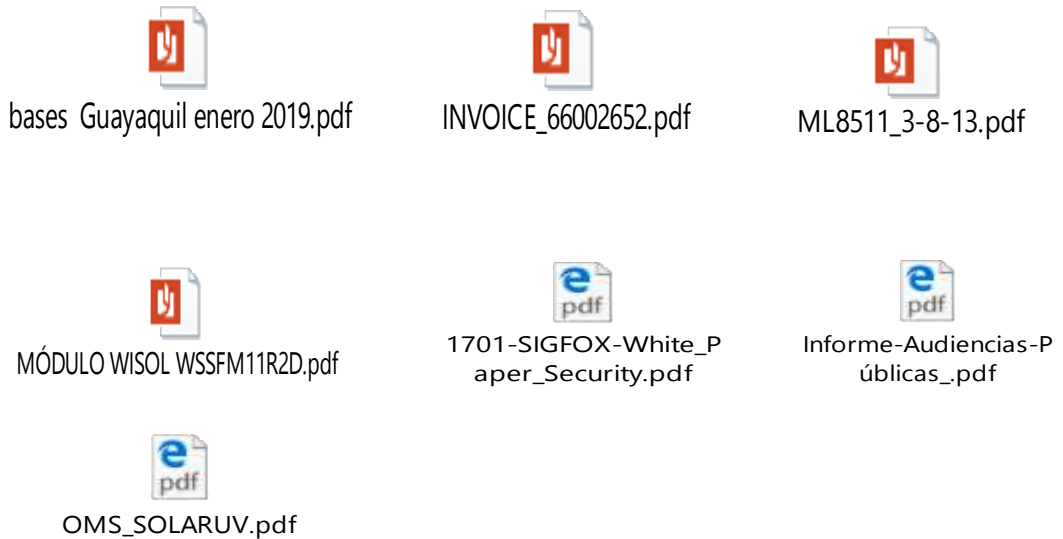 bases  Guayaquil enero 2019.pdf
INVOICE_66002652.pdf
ML8511_3-8-13.pdf
MÓDULO WISOL WSSFM11R2D.pdf
pdf
1701-SIGFOX-White_P
aper_Security.pdf
pdf
Informe-Audiencias-P
úblicas_.pdf
pdf
OMS_SOLARUV.pdf